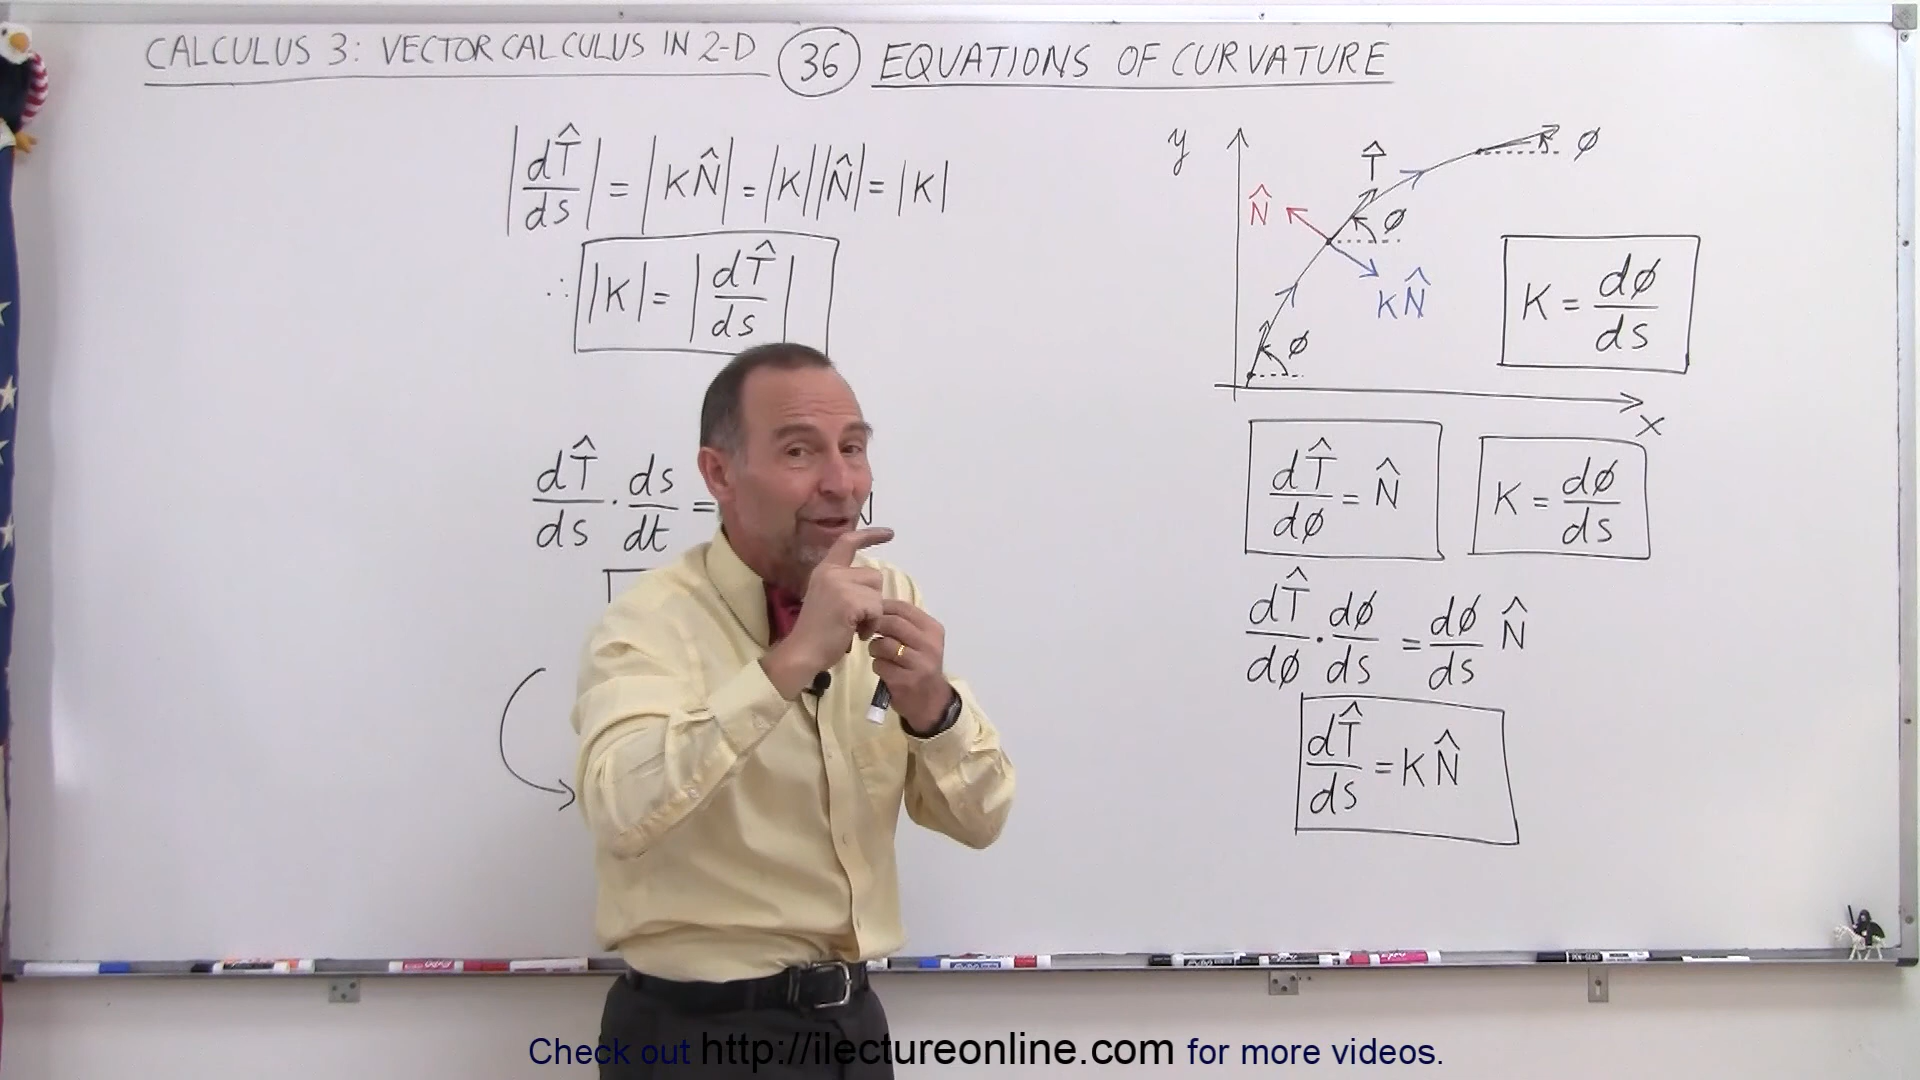 CALCULUS 3: VECTOR CALCULUS IN 2-D 36 EQUATIONS OF CURVATURE
|dT̂/ds| = |KN̂| = |K||N̂| = |K|
∴ |K| = |dT̂/ds|
dT̂/ds · ds/dt =
y
T̂
ø
N̂
ø
KN̂
ø
x
K = dø/ds
dT̂/dø = N̂
K = dø/ds
dT̂/dø · dø/ds = dø/ds N̂
dT̂/ds = KN̂
Check out http://ilectureonline.com for more videos.